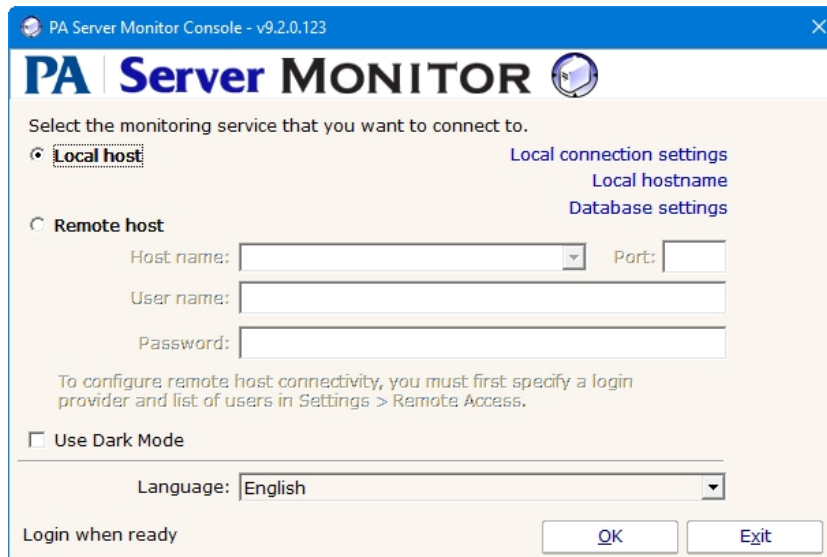 PA Server Monitor Console - v9.2.0.123
PA Server MONITOR
Select the monitoring service that you want to connect to.
Local host
Local connection settings
Local hostname
Database settings
Remote host
Host name: Port:
User name:
Password:
To configure remote host connectivity, you must first specify a login
provider and list of users in Settings > Remote Access.
Use Dark Mode
Language: English
Login when ready OK Exit